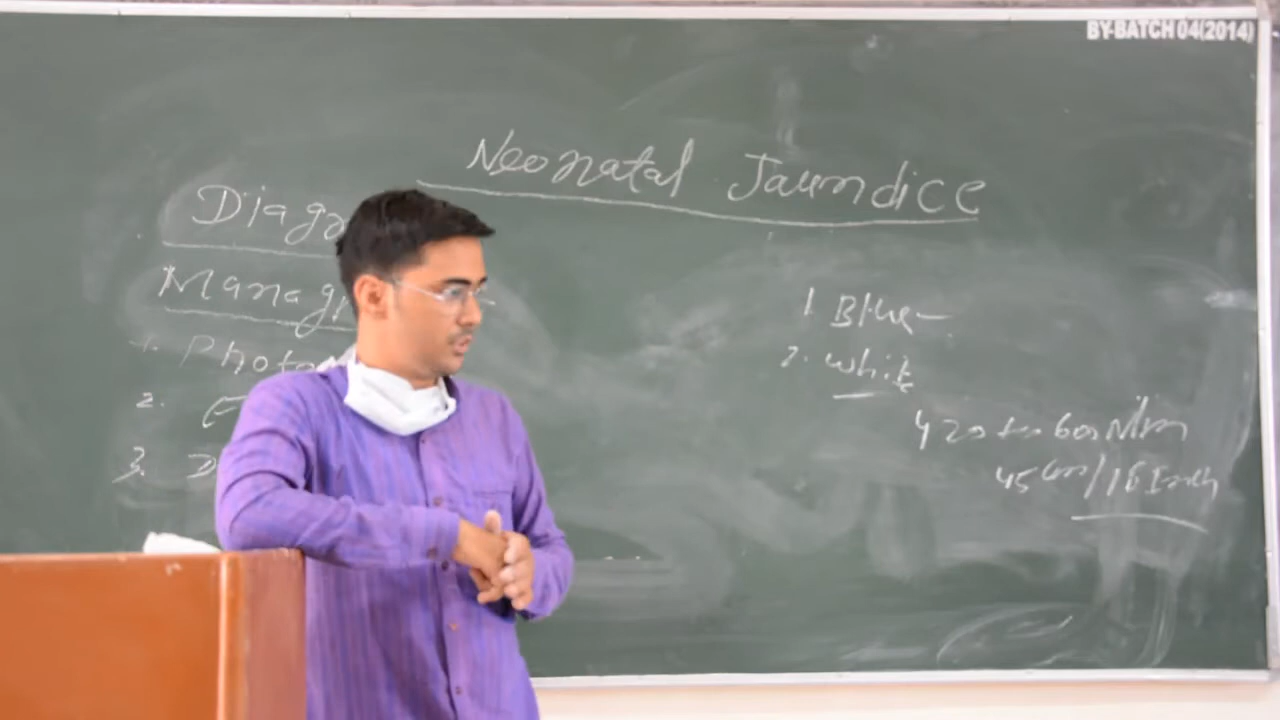 BY-BATCH 04(2014)
Neonatal Jaundice
Diag
Manag
1. Photo
2.
3. D
1. Blue
2. white
420 to 600 Nm
45 cm/18 Inch